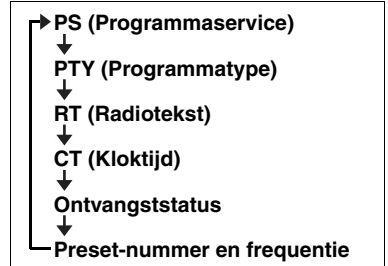 PS (Programmaservice)
PTY (Programmatype)
RT (Radiotekst)
CT (Kloktijd)
Ontvangststatus
Preset-nummer en frequentie